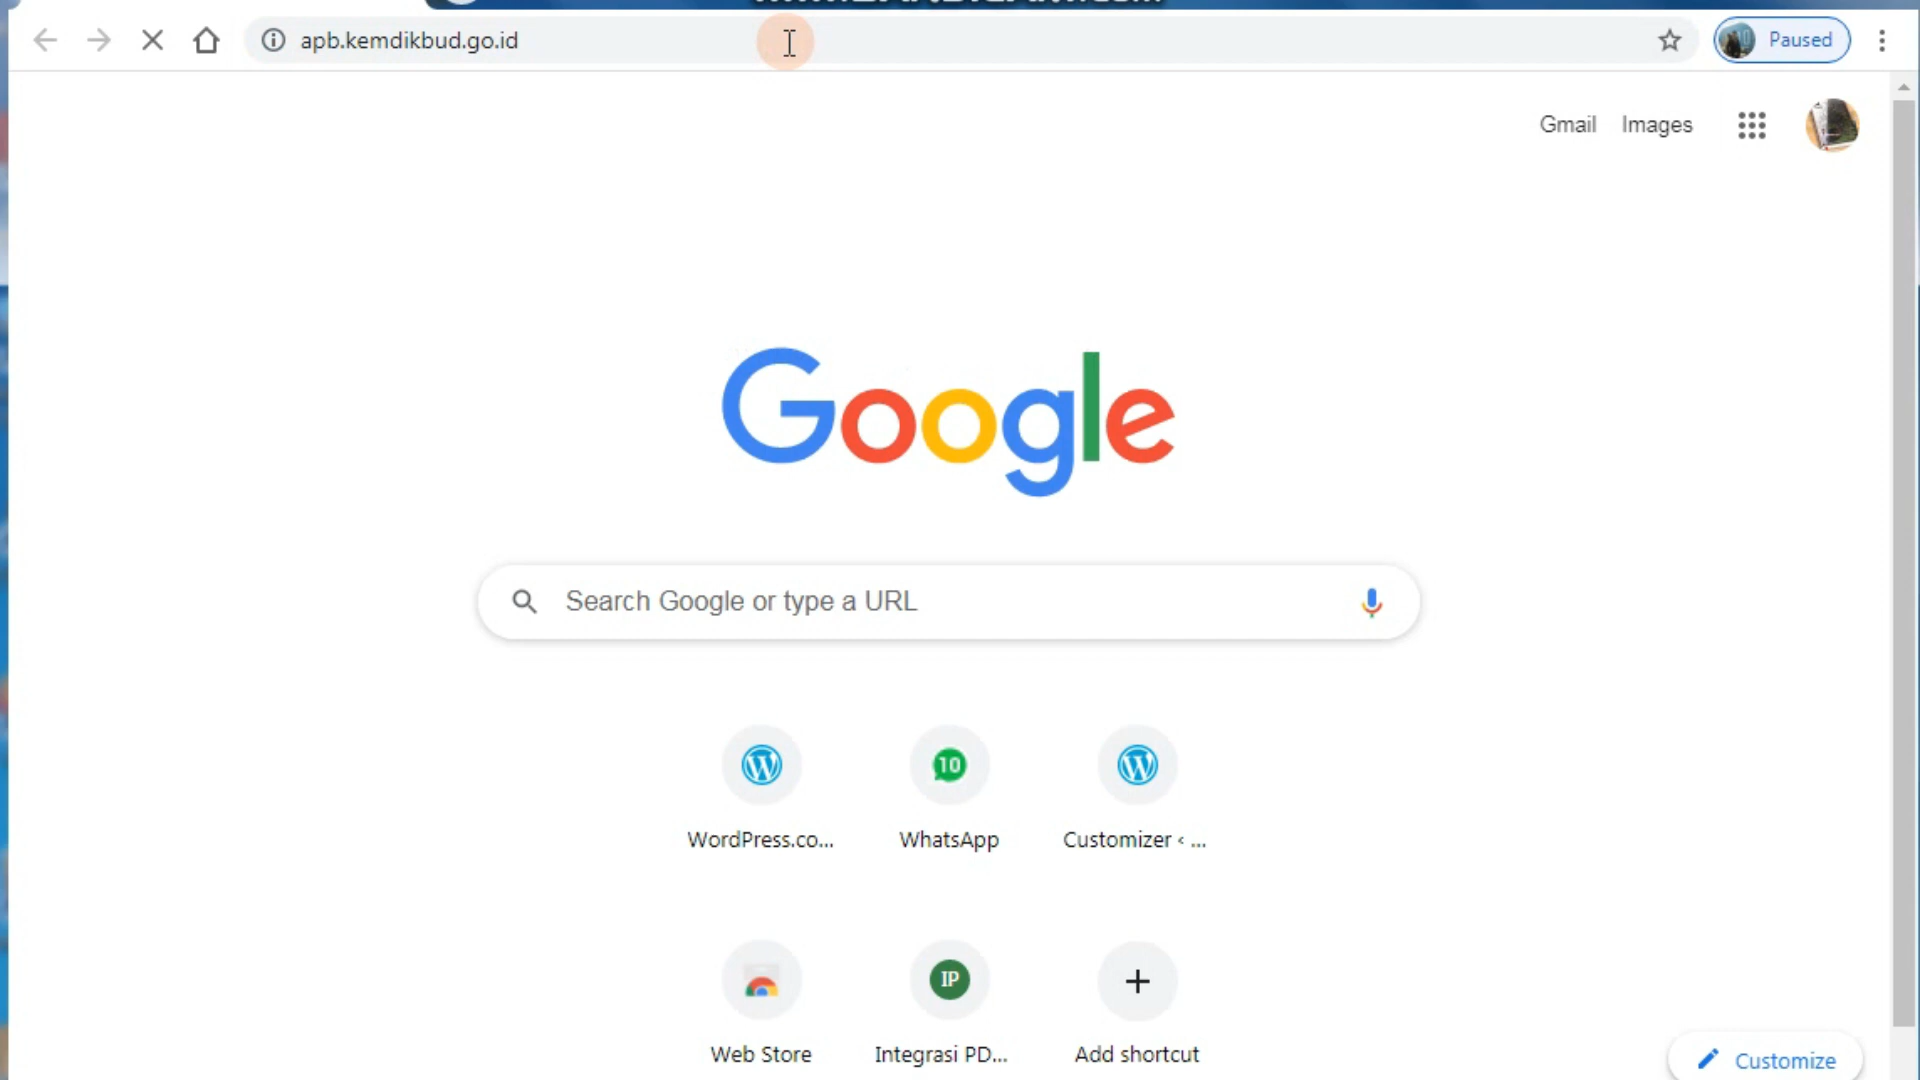 apb.kemdikbud.go.id
Paused
Gmail Images
Google
Search Google or type a URL
10
WordPress.co... WhatsApp Customizer < ...
IP
Web Store Integrasi PD... Add shortcut
Customize